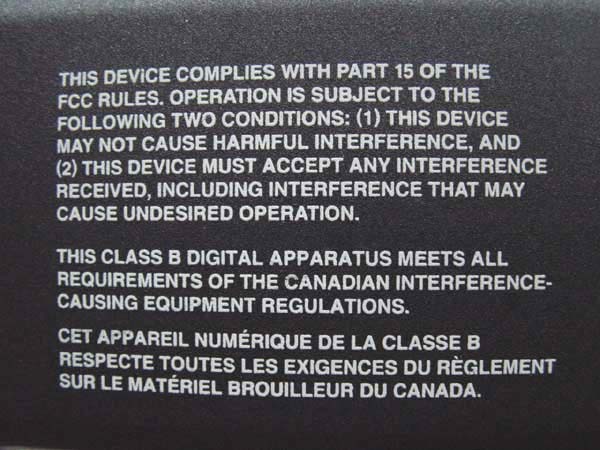 THIS DEVICE COMPLIES WITH PART 15 OF THE
FCC RULES. OPERATION IS SUBJECT TO THE
FOLLOWING TWO CONDITIONS: (1) THIS DEVICE
MAY NOT CAUSE HARMFUL INTERFERENCE, AND
(2) THIS DEVICE MUST ACCEPT ANY INTERFERENCE
RECEIVED, INCLUDING INTERFERENCE THAT MAY
CAUSE UNDESIRED OPERATION.
THIS CLASS B DIGITAL APPARATUS MEETS ALL
REQUIREMENTS OF THE CANADIAN INTERFERENCE-
CAUSING EQUIPMENT REGULATIONS.
CET APPAREIL NUMÉRIQUE DE LA CLASSE B
RESPECTE TOUTES LES EXIGENCES DU RÈGLEMENT
SUR LE MATÉRIEL BROUILLEUR DU CANADA.